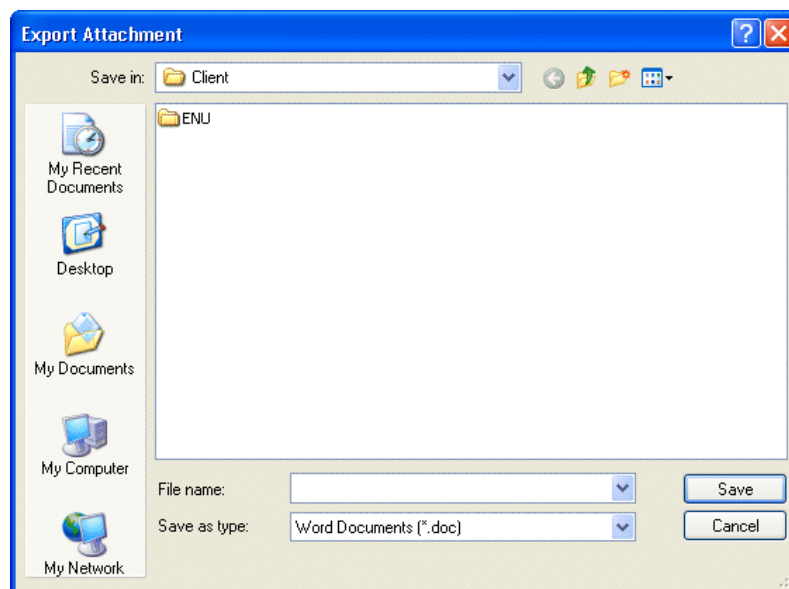 Export Attachment
Save in: Client
ENU
My Recent
Documents
Desktop
My Documents
My Computer
My Network
File name:
Save
Save as type: Word Documents (*.doc)
Cancel